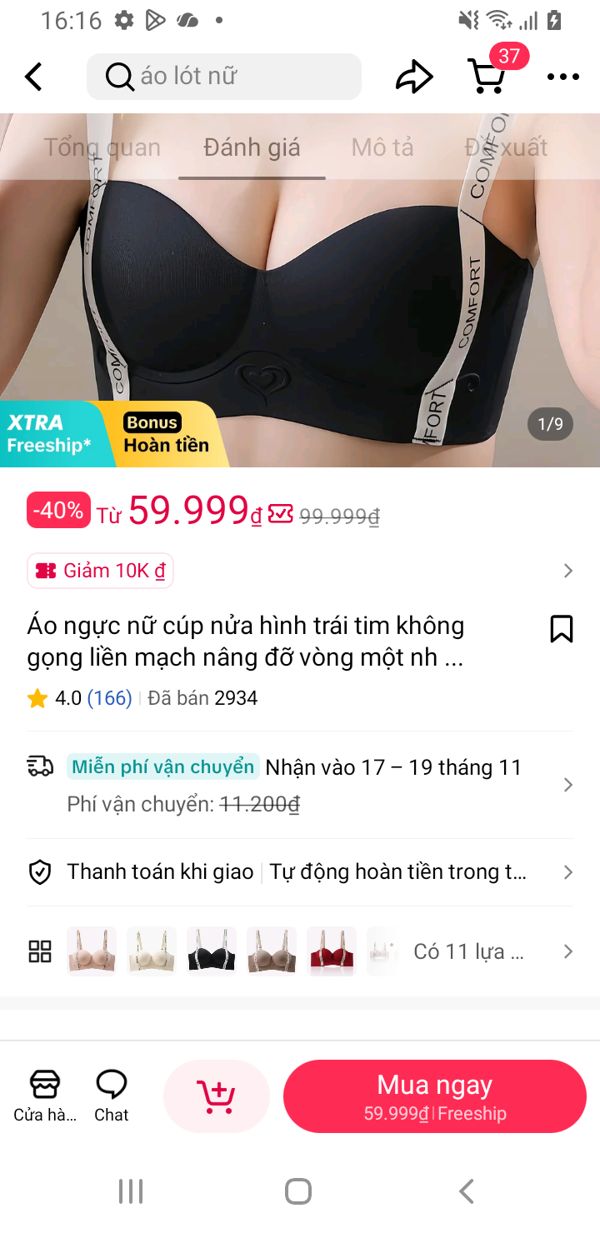 16:16
37
áo lót nữ
Tổng quan Đánh giá Mô tả Đề xuất
COMFORT
COMFORT
COMFORT
XTRA
Freeship*
Bonus
Hoàn tiền
1/9
-40% Từ 59.999₫ 99.999₫
Giảm 10K ₫
Áo ngực nữ cúp nửa hình trái tim không
gọng liền mạch nâng đỡ vòng một nh ...
4.0 (166) Đã bán 2934
Miễn phí vận chuyển Nhận vào 17 – 19 tháng 11
Phí vận chuyển: 11.200₫
Thanh toán khi giao Tự động hoàn tiền trong t...
Có 11 lựa ...
Cửa hà... Chat
Mua ngay
59.999₫ Freeship